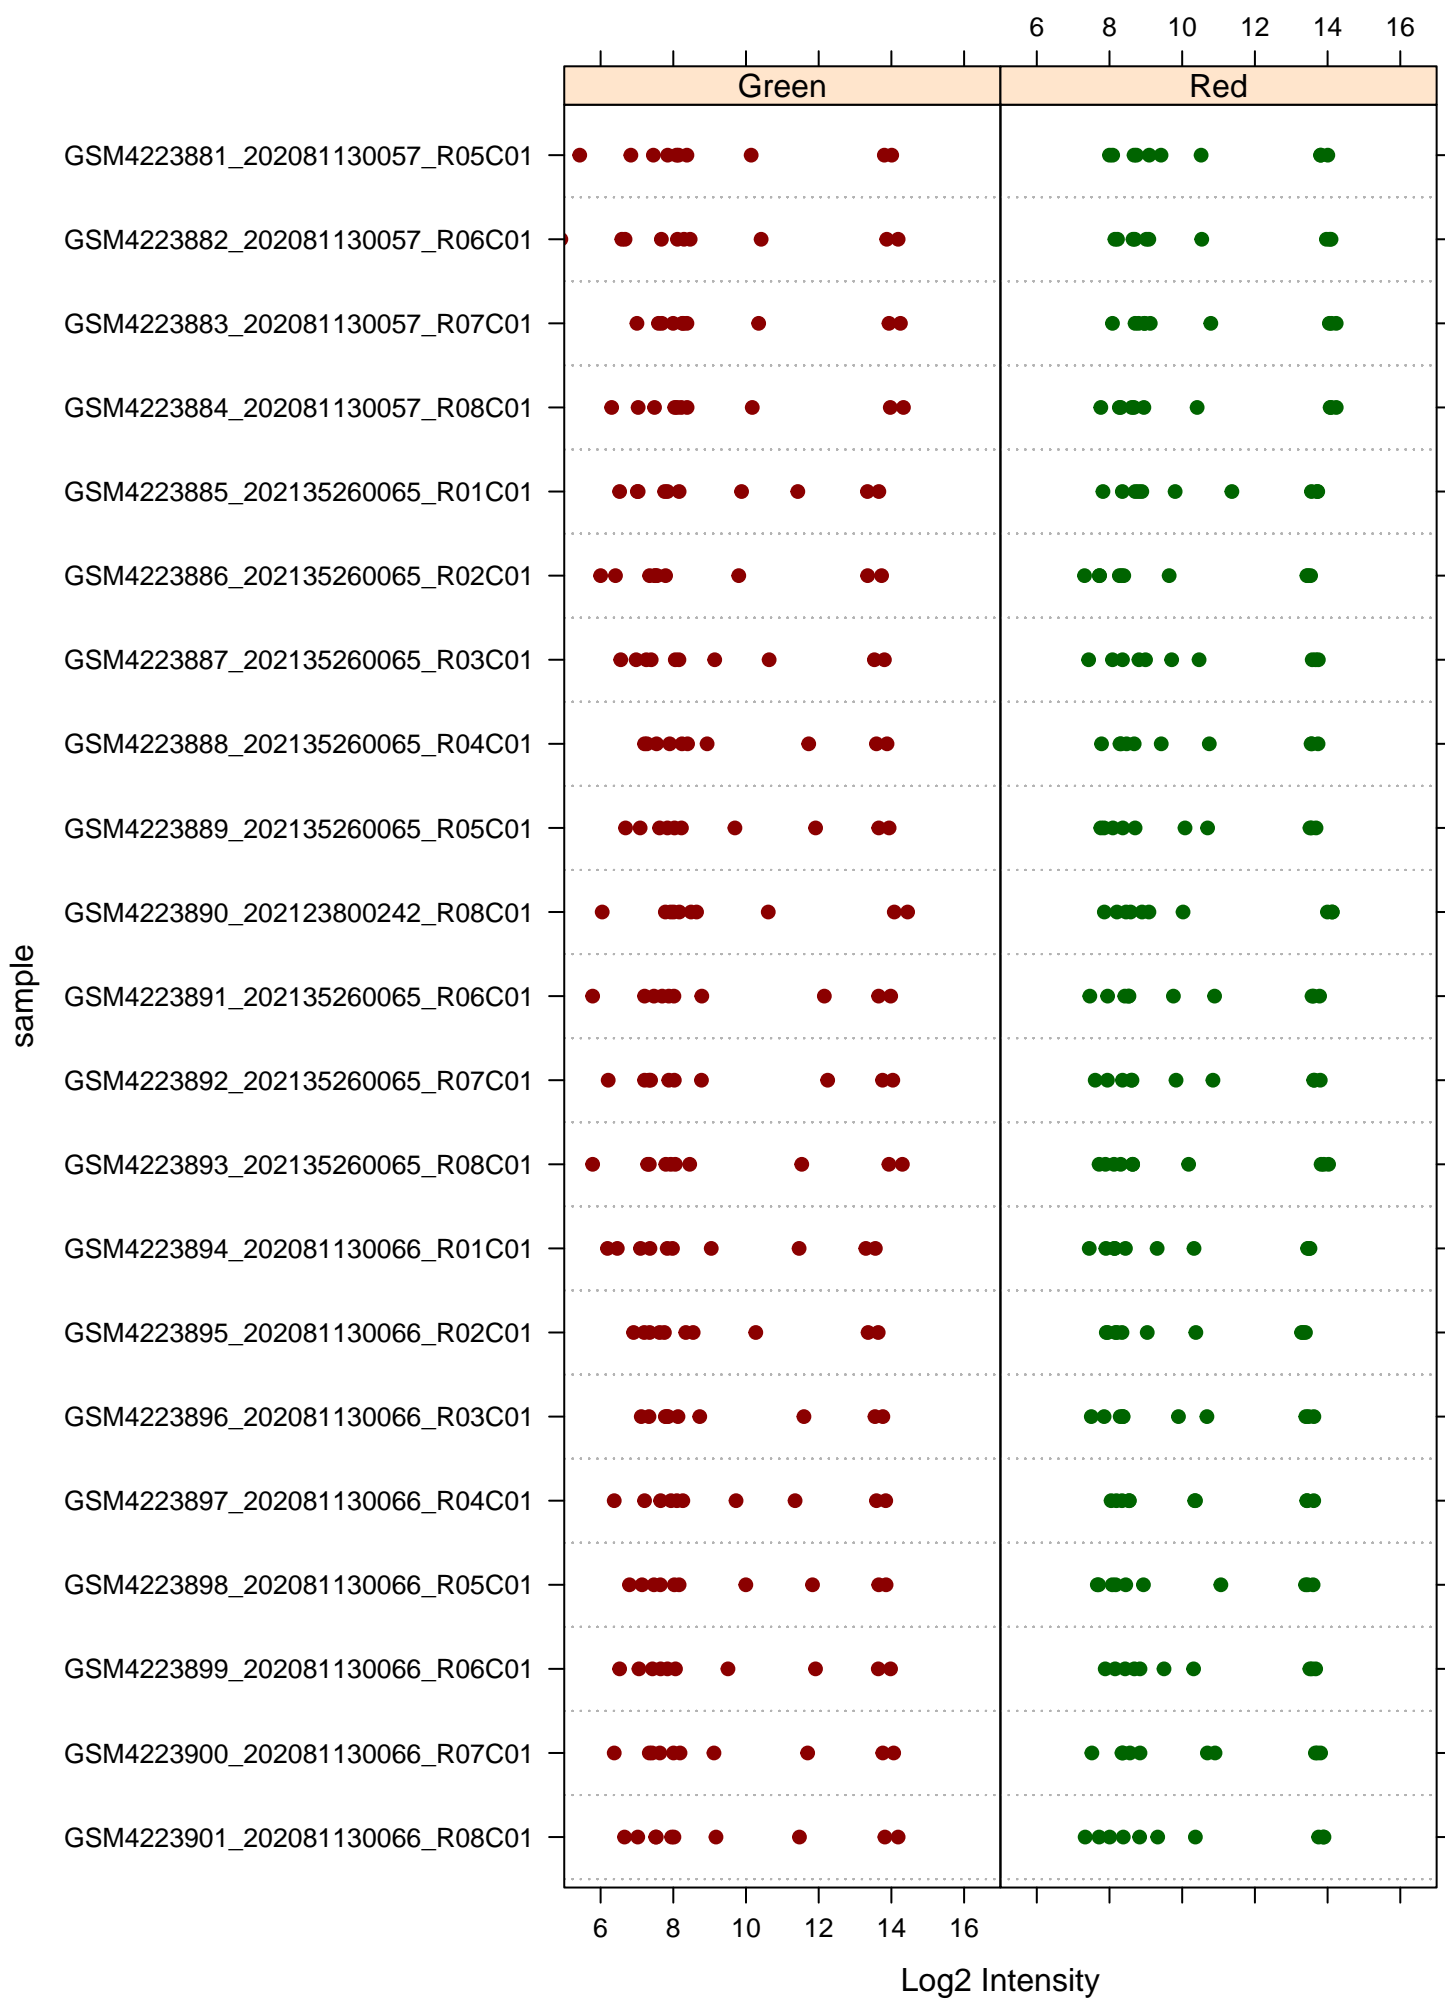 6 8 10 12 14 16
Green Red
GSM4223881_202081130057_R05C01
GSM4223882_202081130057_R06C01
GSM4223883_202081130057_R07C01
GSM4223884_202081130057_R08C01
GSM4223885_202135260065_R01C01
GSM4223886_202135260065_R02C01
GSM4223887_202135260065_R03C01
GSM4223888_202135260065_R04C01
GSM4223889_202135260065_R05C01
GSM4223890_202123800242_R08C01
GSM4223891_202135260065_R06C01
GSM4223892_202135260065_R07C01
GSM4223893_202135260065_R08C01
GSM4223894_202081130066_R01C01
GSM4223895_202081130066_R02C01
GSM4223896_202081130066_R03C01
GSM4223897_202081130066_R04C01
GSM4223898_202081130066_R05C01
GSM4223899_202081130066_R06C01
GSM4223900_202081130066_R07C01
GSM4223901_202081130066_R08C01
sample
6 8 10 12 14 16
Log2 Intensity